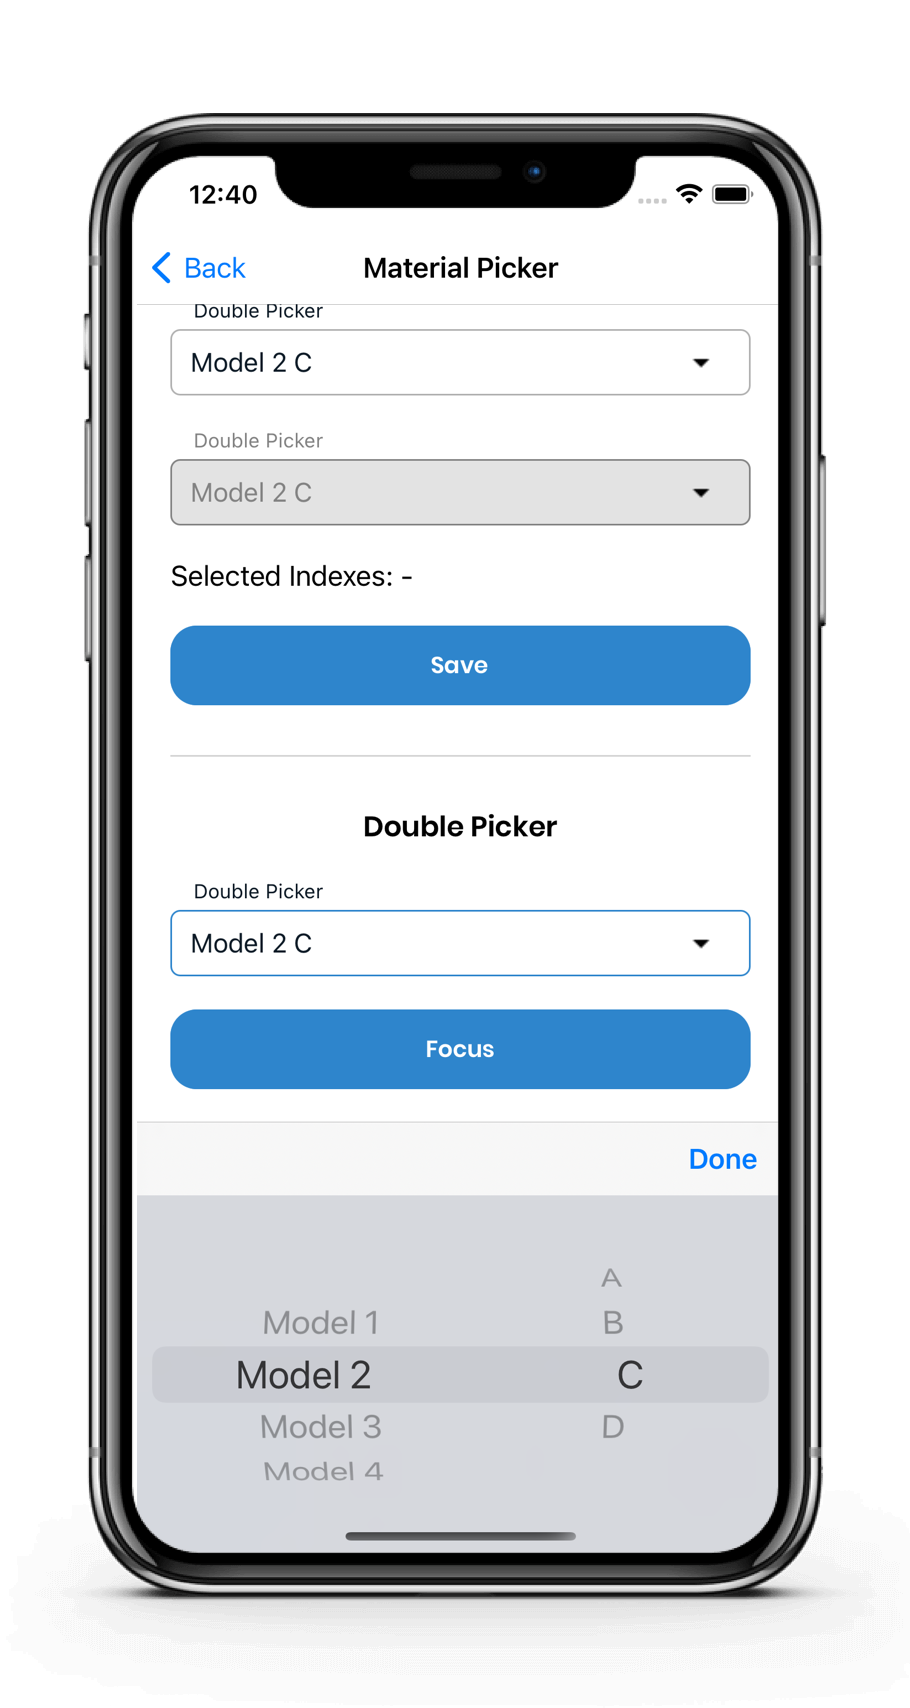 12:40
Back Material Picker
Double Picker
Model 2 C
Double Picker
Model 2 C
Selected Indexes: -
Save
Double Picker
Double Picker
Model 2 C
Focus
Done
A
Model 1 B
Model 2 C
Model 3 D
Model 4